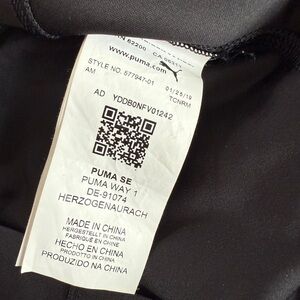 www.puma.com
STYLE NO. 577947-01
01/25/19
AM
TCNRM
AD YDDB0NFV01242
PUMA SE
PUMA WAY 1
DE-91074
HERZOGENAURACH
MADE IN CHINA
HERGESTELLT IN CHINA
FABRIQUÉ EN CHINE
HECHO EN CHINA
PRODOTTO IN CHINA
PRODUZIDO NA CHINA